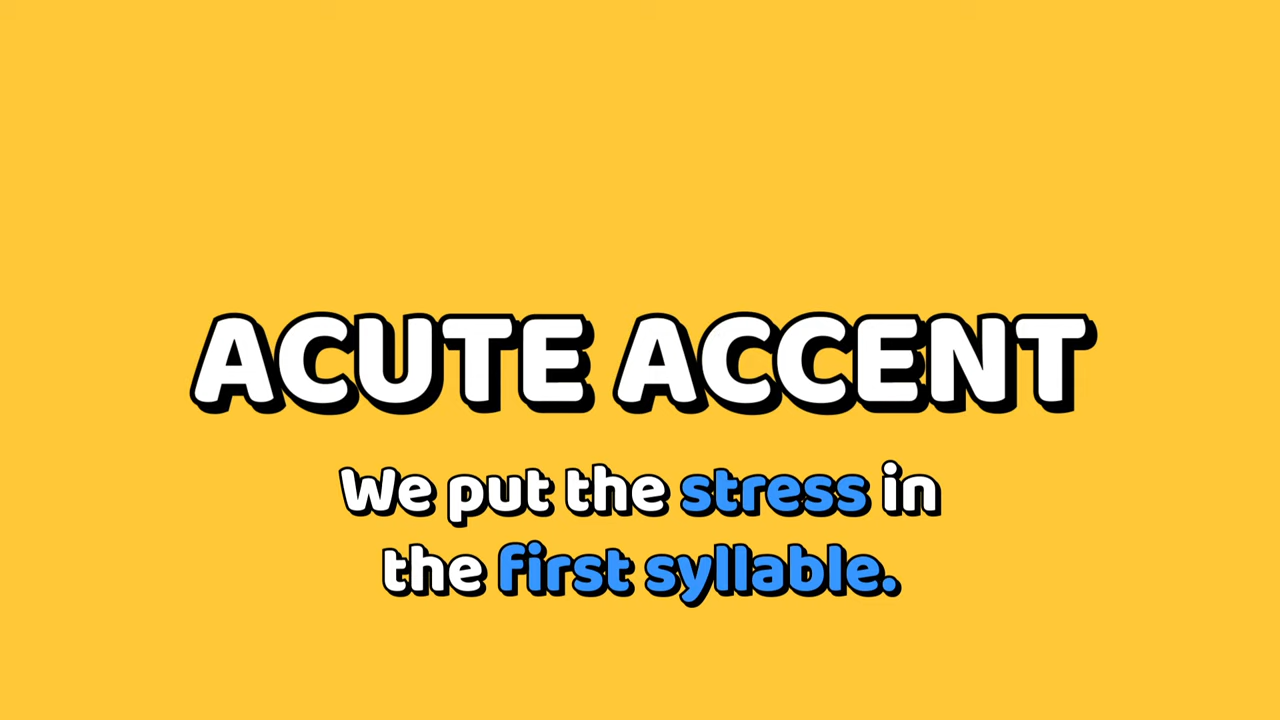 ACUTE ACCENT
We put the stress in
the first syllable.